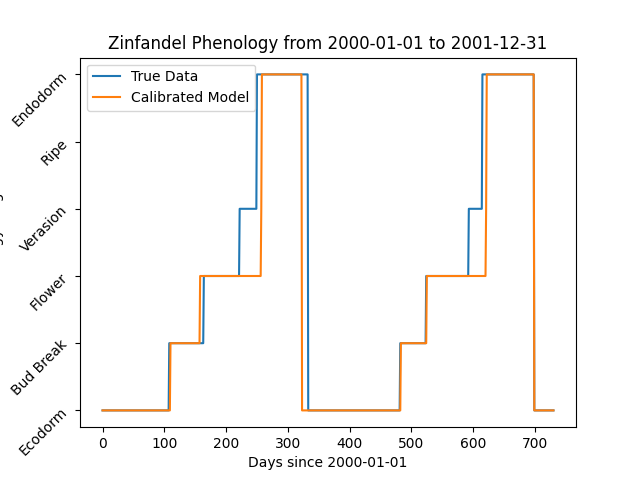 Zinfandel Phenology from 2000-01-01 to 2001-12-31
True Data
Calibrated Model
Endodorm
Ripe
Verasion
Flower
Bud Break
Ecodorm
0 100 200 300 400 500 600 700
Days since 2000-01-01